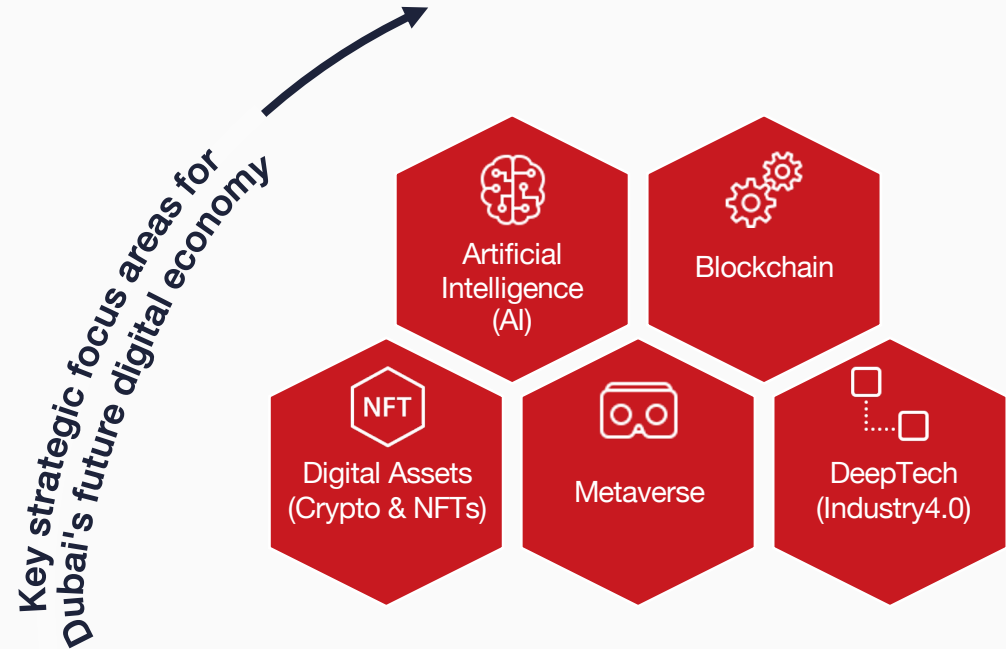 Key strategic focus areas for
Dubai's future digital economy
Artificial
Intelligence
(AI)
Blockchain
NFT
Digital Assets
(Crypto & NFTs)
Metaverse
DeepTech
(Industry4.0)